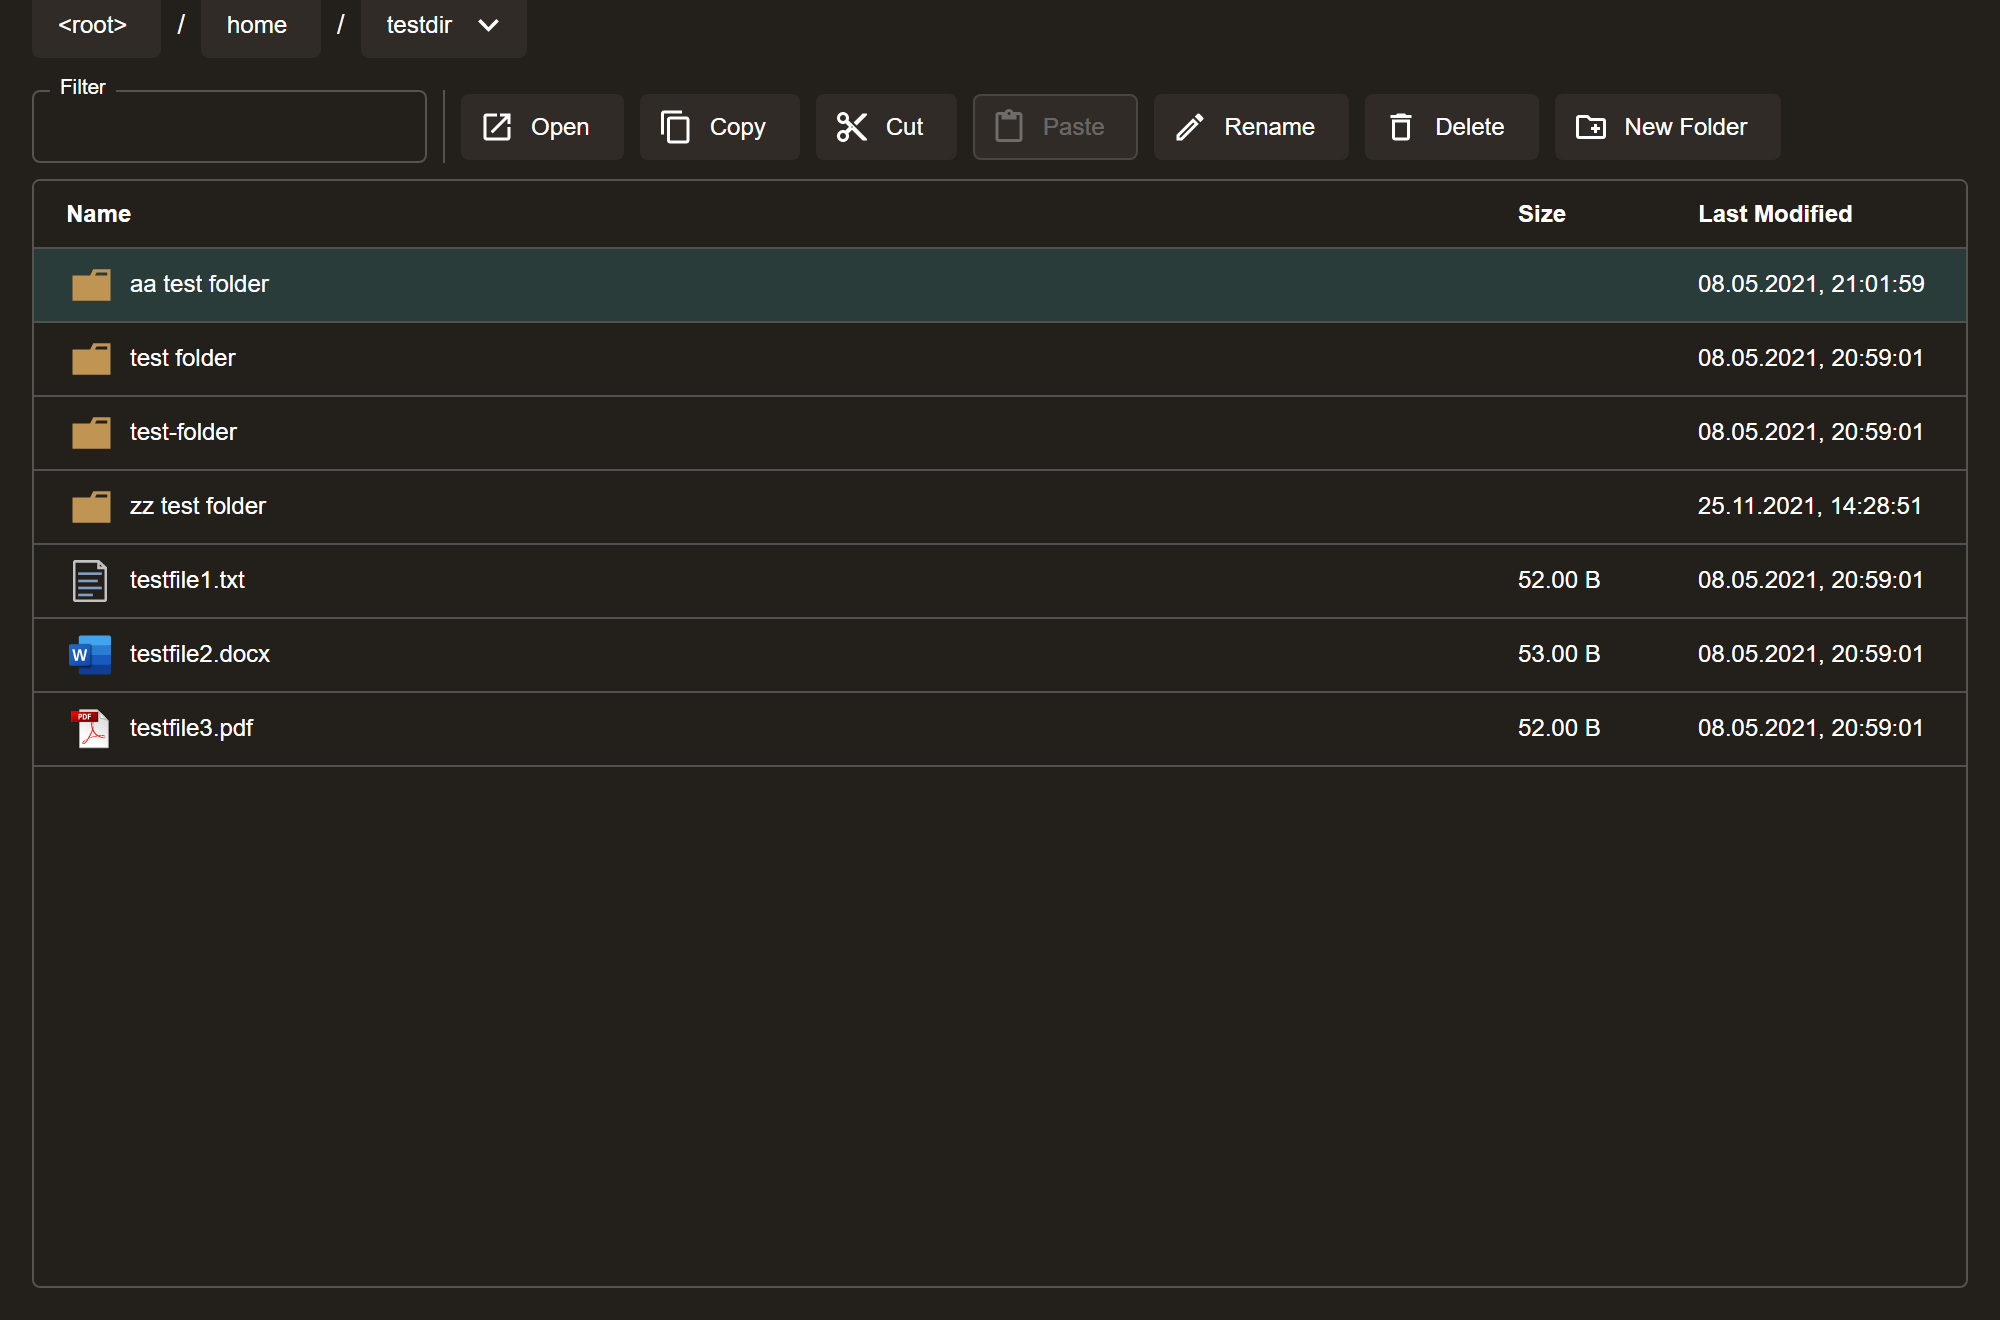 <root> / home / testdir
Filter
Open Copy Cut Paste Rename Delete New Folder
Name Size Last Modified
aa test folder 08.05.2021, 21:01:59
test folder 08.05.2021, 20:59:01
test-folder 08.05.2021, 20:59:01
zz test folder 25.11.2021, 14:28:51
testfile1.txt 52.00 B 08.05.2021, 20:59:01
W testfile2.docx 53.00 B 08.05.2021, 20:59:01
PDF testfile3.pdf 52.00 B 08.05.2021, 20:59:01